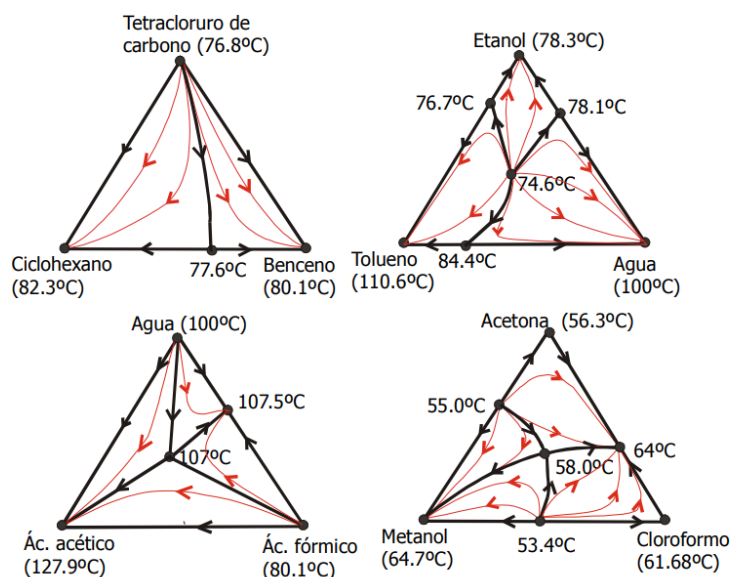 Tetracloruro de
carbono (76.8ºC)
Ciclohexano
(82.3ºC)
77.6ºC
Benceno
(80.1ºC)
Etanol (78.3ºC)
76.7ºC
78.1ºC
74.6ºC
Tolueno
(110.6ºC)
84.4ºC
Agua
(100ºC)
Agua (100ºC)
107.5ºC
107ºC
Ác. acético
(127.9ºC)
Ác. fórmico
(80.1ºC)
Acetona (56.3ºC)
55.0ºC
64ºC
58.0ºC
Metanol
(64.7ºC)
53.4ºC
Cloroformo
(61.68ºC)